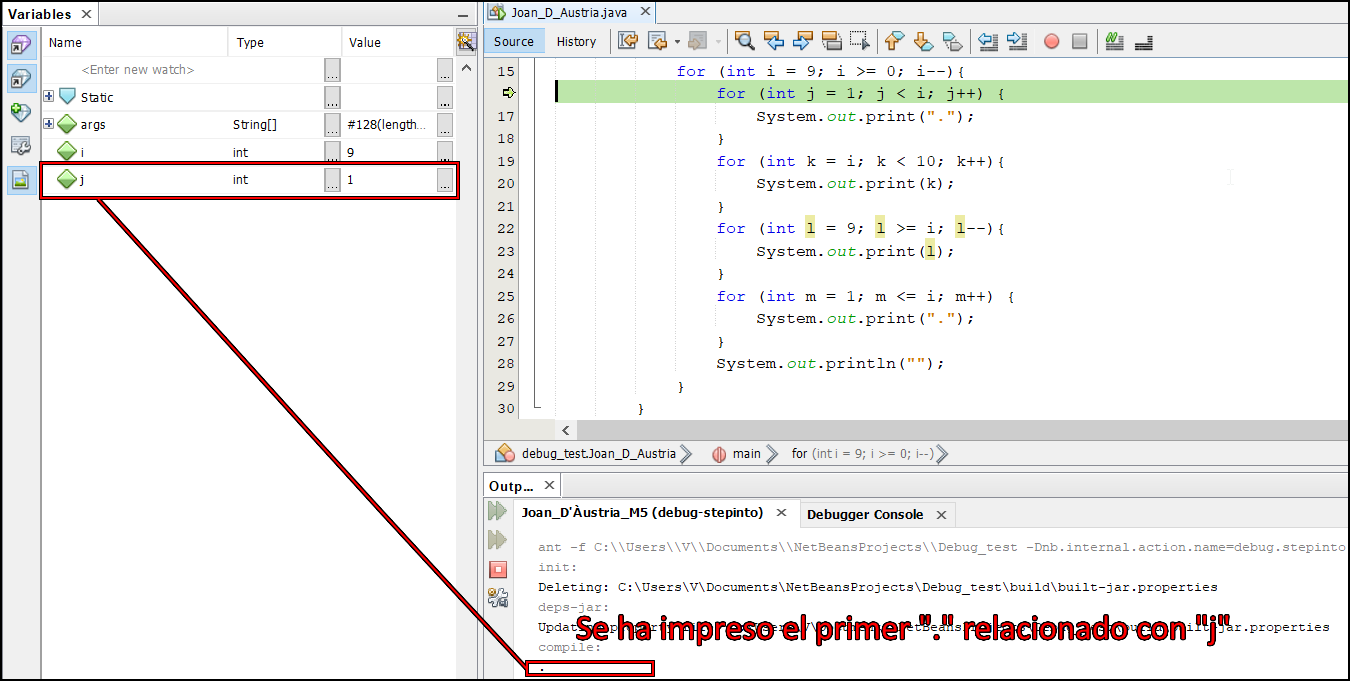 Variables
Name Type Value
<Enter new watch> ... ...
Static ... ...
args String[] ... #128(length... ...
i int ... 9 ...
j int ... 1 ...
Joan_D_Austria.java
Source History
15 for (int i = 9; i >= 0; i--){
for (int j = 1; j < i; j++) {
17 System.out.print(".");
18 }
19 for (int k = i; k < 10; k++){
20 System.out.print(k);
21 }
22 for (int l = 9; l >= i; l--){
23 System.out.print(l);
24 }
25 for (int m = 1; m <= i; m++) {
26 System.out.print(".");
27 }
28 System.out.println("");
29 }
30 }
debug_test.Joan_D_Austria main for (int i = 9; i >= 0; i--)
Outp...
Joan_D'Àustria_M5 (debug-stepinto) Debugger Console
ant -f C:\\Users\\V\\Documents\\NetBeansProjects\\Debug_test -Dnb.internal.action.name=debug.stepinto
init:
Deleting: C:\Users\V\Documents\NetBeansProjects\Debug_test\build\built-jar.properties
deps-jar:
Se ha impreso el primer "." relacionado con "j"
compile:
.